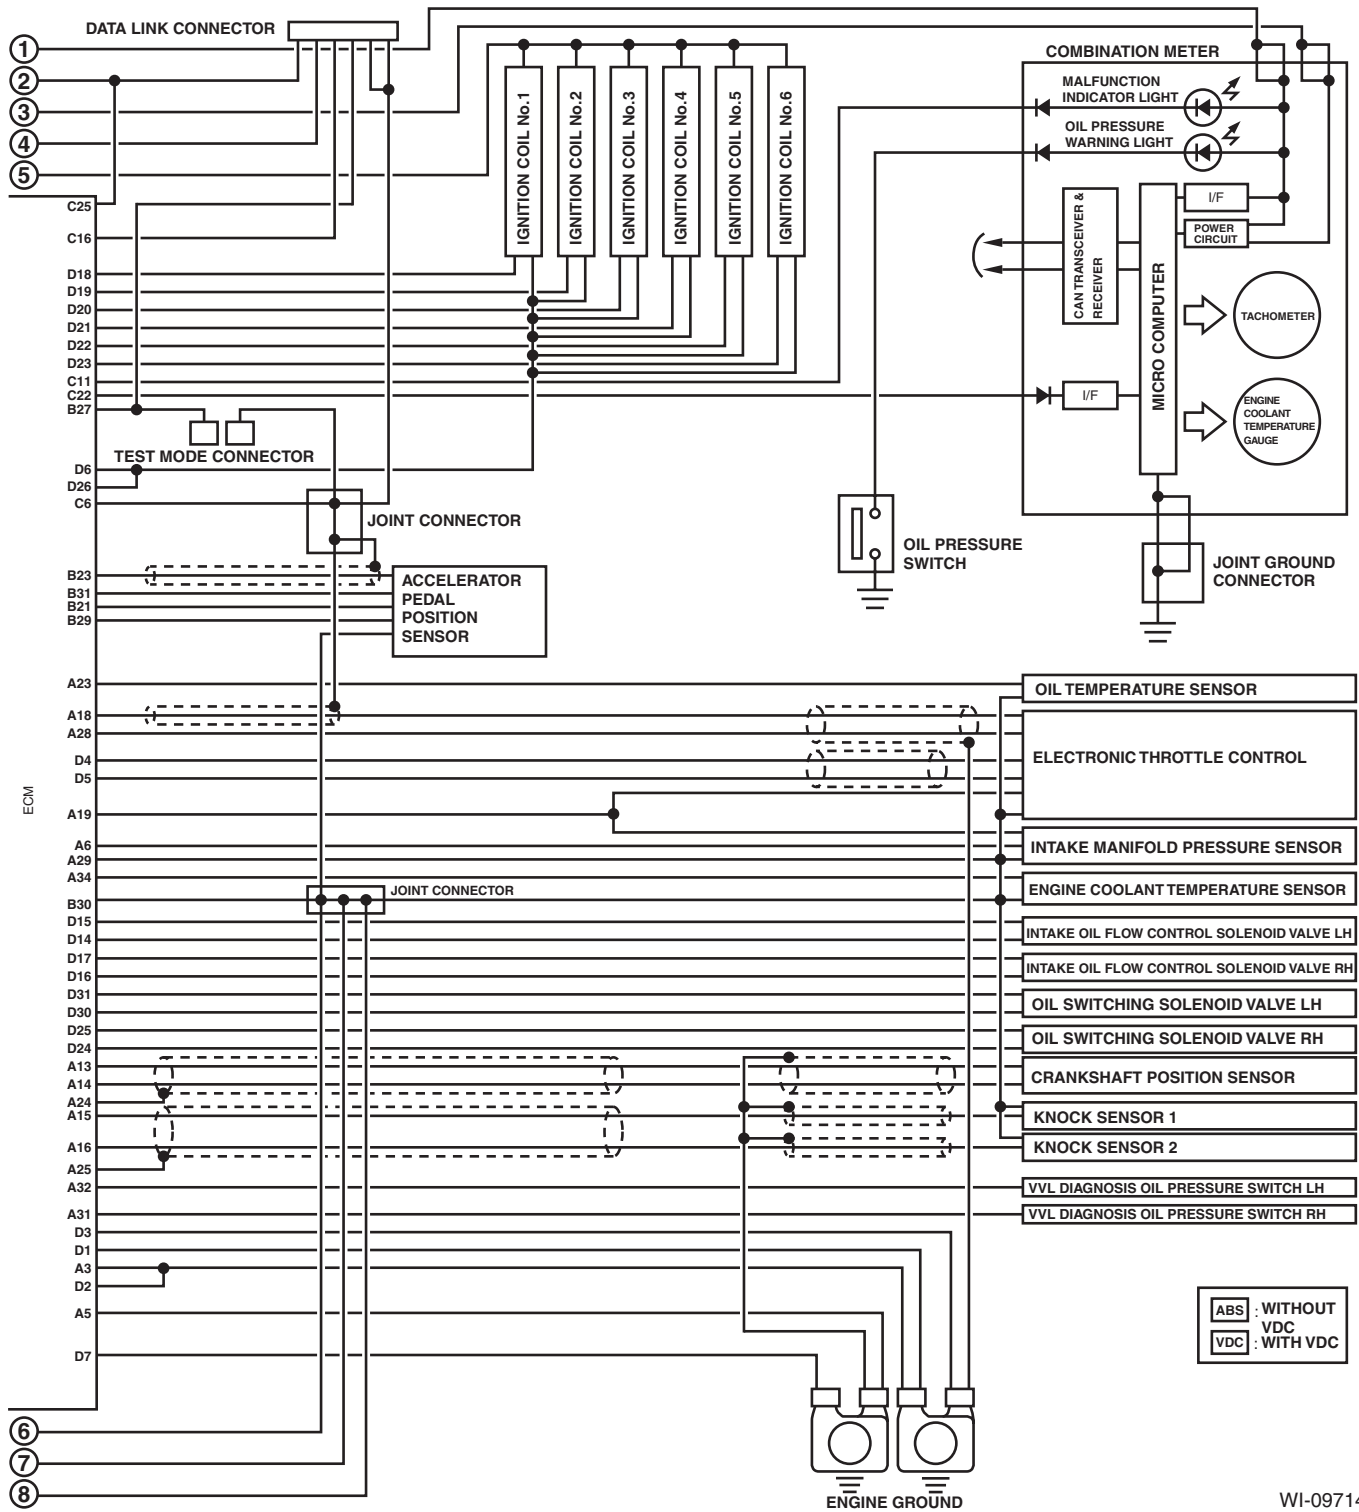 DATA LINK CONNECTOR
1
2
3
4
5
IGNITION COIL No.1
IGNITION COIL No.2
IGNITION COIL No.3
IGNITION COIL No.4
IGNITION COIL No.5
IGNITION COIL No.6
COMBINATION METER
MALFUNCTION
INDICATOR LIGHT
OIL PRESSURE
WARNING LIGHT
I/F
POWER
CIRCUIT
CAN TRANSCEIVER &
RECEIVER
MICRO COMPUTER
TACHOMETER
I/F
ENGINE
COOLANT
TEMPERATURE
GAUGE
C25
C16
D18
D19
D20
D21
D22
D23
C11
C22
B27
TEST MODE CONNECTOR
D6
D26
C6
JOINT CONNECTOR
OIL PRESSURE
SWITCH
JOINT GROUND
CONNECTOR
B23
B31
B21
B29
ACCELERATOR
PEDAL
POSITION
SENSOR
ECM
A23
OIL TEMPERATURE SENSOR
A18
A28
D4
D5
ELECTRONIC THROTTLE CONTROL
A19
A6
A29
INTAKE MANIFOLD PRESSURE SENSOR
A34
JOINT CONNECTOR
ENGINE COOLANT TEMPERATURE SENSOR
B30
D15
D14
INTAKE OIL FLOW CONTROL SOLENOID VALVE LH
D17
D16
INTAKE OIL FLOW CONTROL SOLENOID VALVE RH
D31
D30
OIL SWITCHING SOLENOID VALVE LH
D25
D24
OIL SWITCHING SOLENOID VALVE RH
A13
A14
CRANKSHAFT POSITION SENSOR
A24
A15
KNOCK SENSOR 1
A16
KNOCK SENSOR 2
A25
A32
VVL DIAGNOSIS OIL PRESSURE SWITCH LH
A31
VVL DIAGNOSIS OIL PRESSURE SWITCH RH
D3
D1
A3
D2
A5
D7
ABS : WITHOUT
VDC
VDC : WITH VDC
6
7
8
ENGINE GROUND